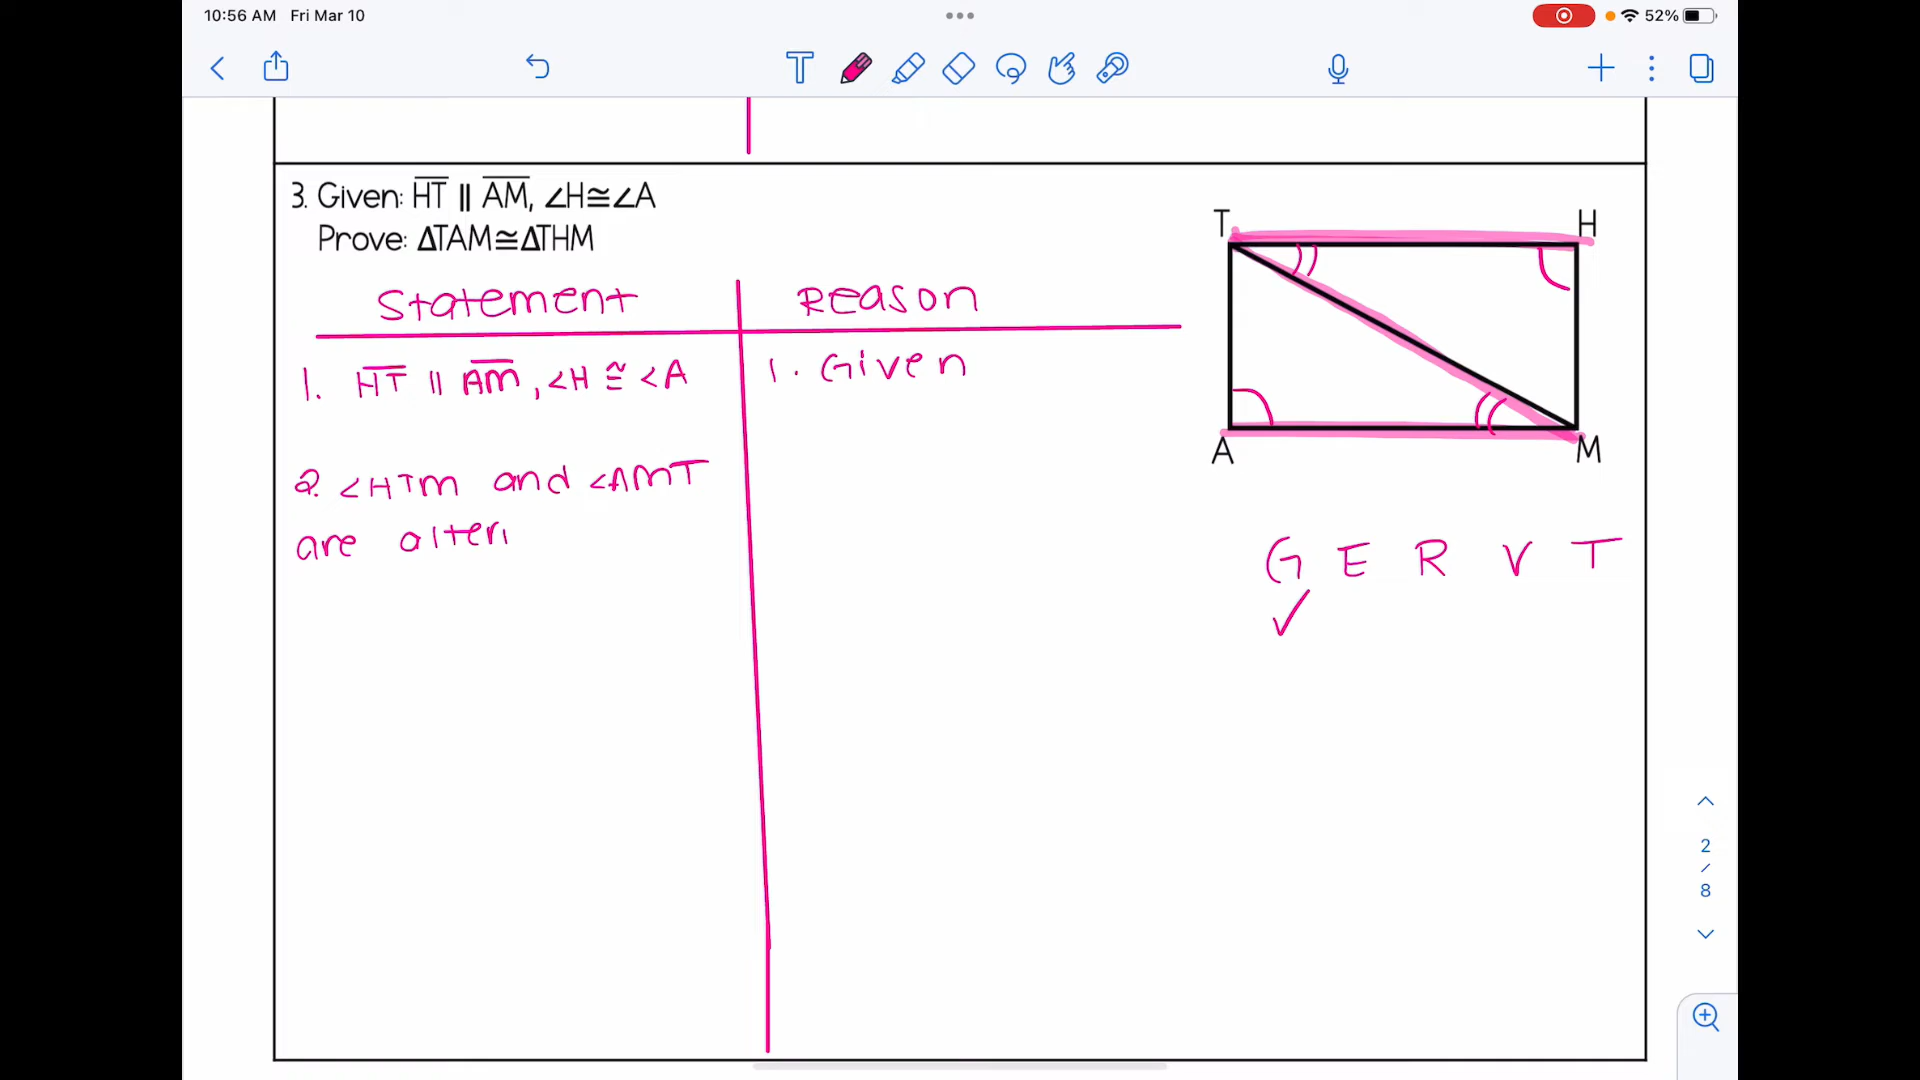 10:56 AM Fri Mar 10
52%
3. Given: HT ∥ AM, ∠H≅∠A
Prove: ΔTAM≅ΔTHM
Statement Reason
1. HT ∥ AM, ∠H ≅ ∠A 1. Given
2. ∠HTM and ∠AMT
are altern
T H
A M
G E R V T
✓
2
/
8